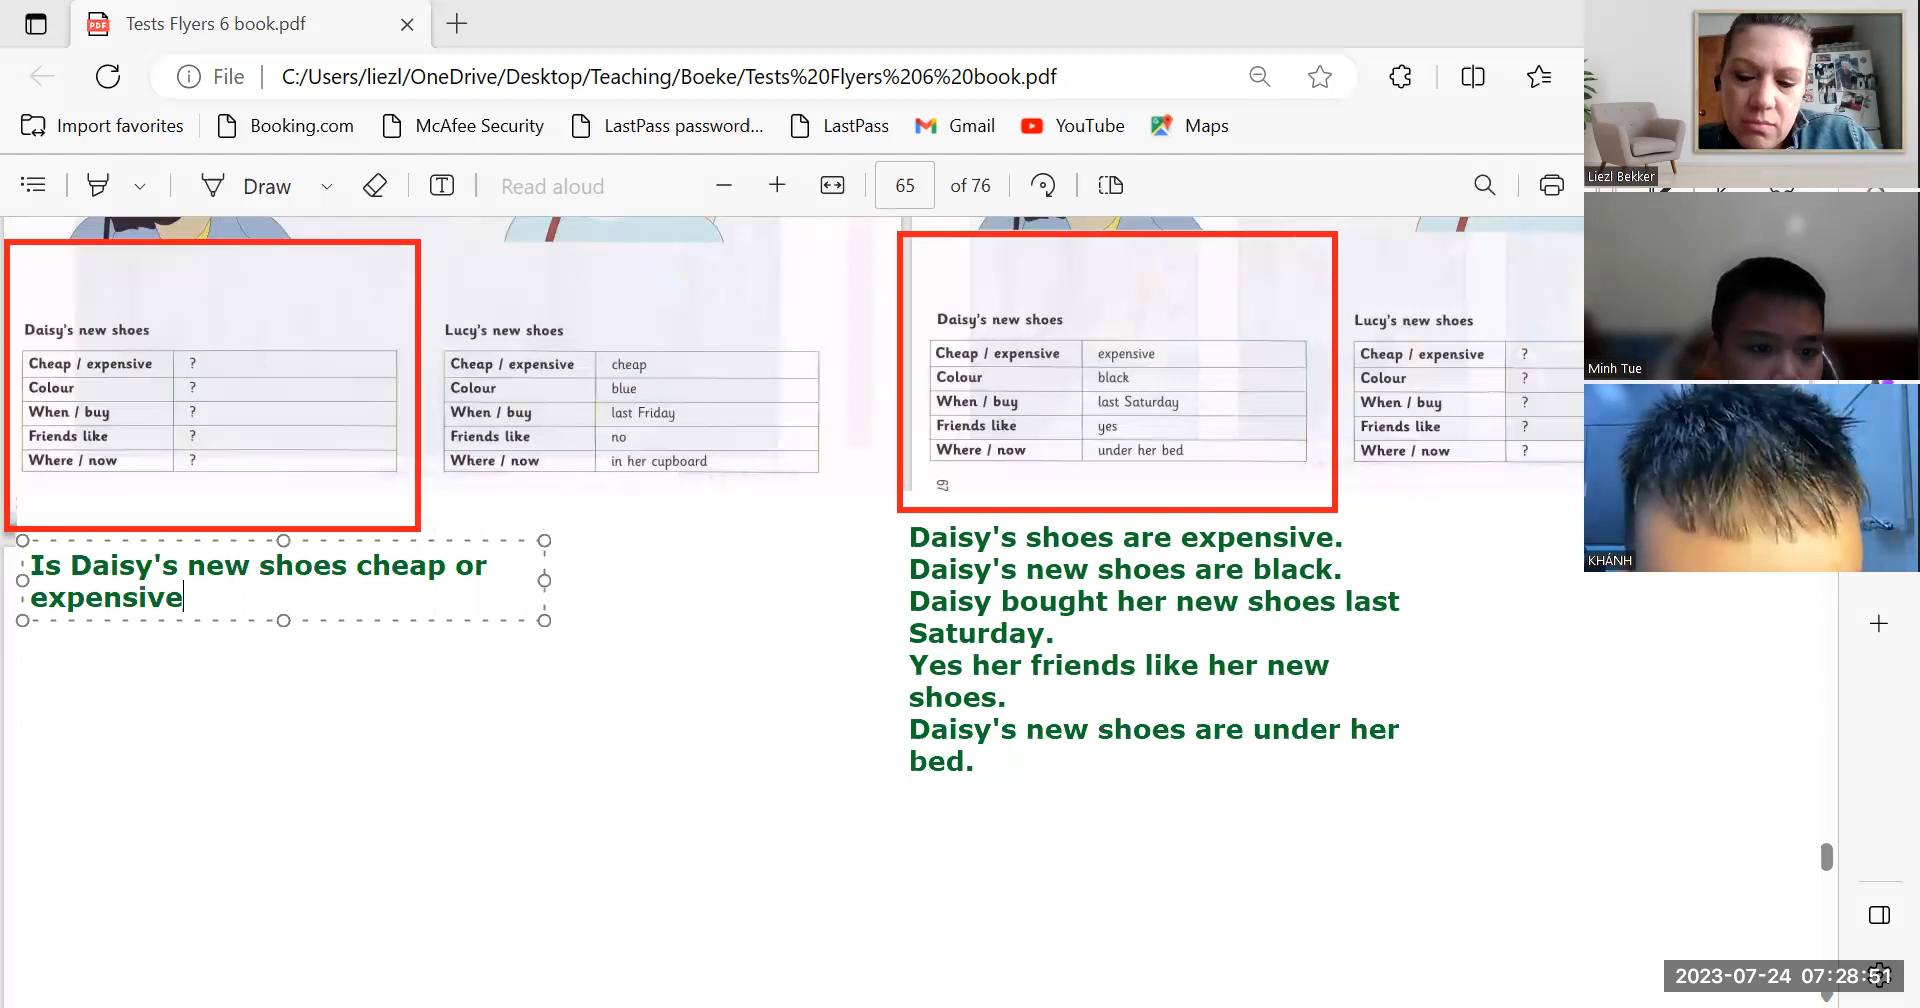 Tests Flyers 6 book.pdf
File C:/Users/liezl/OneDrive/Desktop/Teaching/Boeke/Tests%20Flyers%206%20book.pdf
Import favorites Booking.com McAfee Security LastPass password... LastPass Gmail YouTube Maps
Draw Read aloud 65 of 76
Daisy's new shoes
Cheap / expensive ?
Colour ?
When / buy ?
Friends like ?
Where / now ?
Lucy's new shoes
Cheap / expensive cheap
Colour blue
When / buy last Friday
Friends like no
Where / now in her cupboard
Daisy's new shoes
Cheap / expensive expensive
Colour black
When / buy last Saturday
Friends like yes
Where / now under her bed
67
Lucy's new shoes
Cheap / expensive ?
Colour ?
When / buy ?
Friends like ?
Where / now ?
Is Daisy's new shoes cheap or
expensive
Daisy's shoes are expensive.
Daisy's new shoes are black.
Daisy bought her new shoes last
Saturday.
Yes her friends like her new
shoes.
Daisy's new shoes are under her
bed.
Liezl Bekker
Minh Tue
KHÁNH
2023-07-24 07:28:51